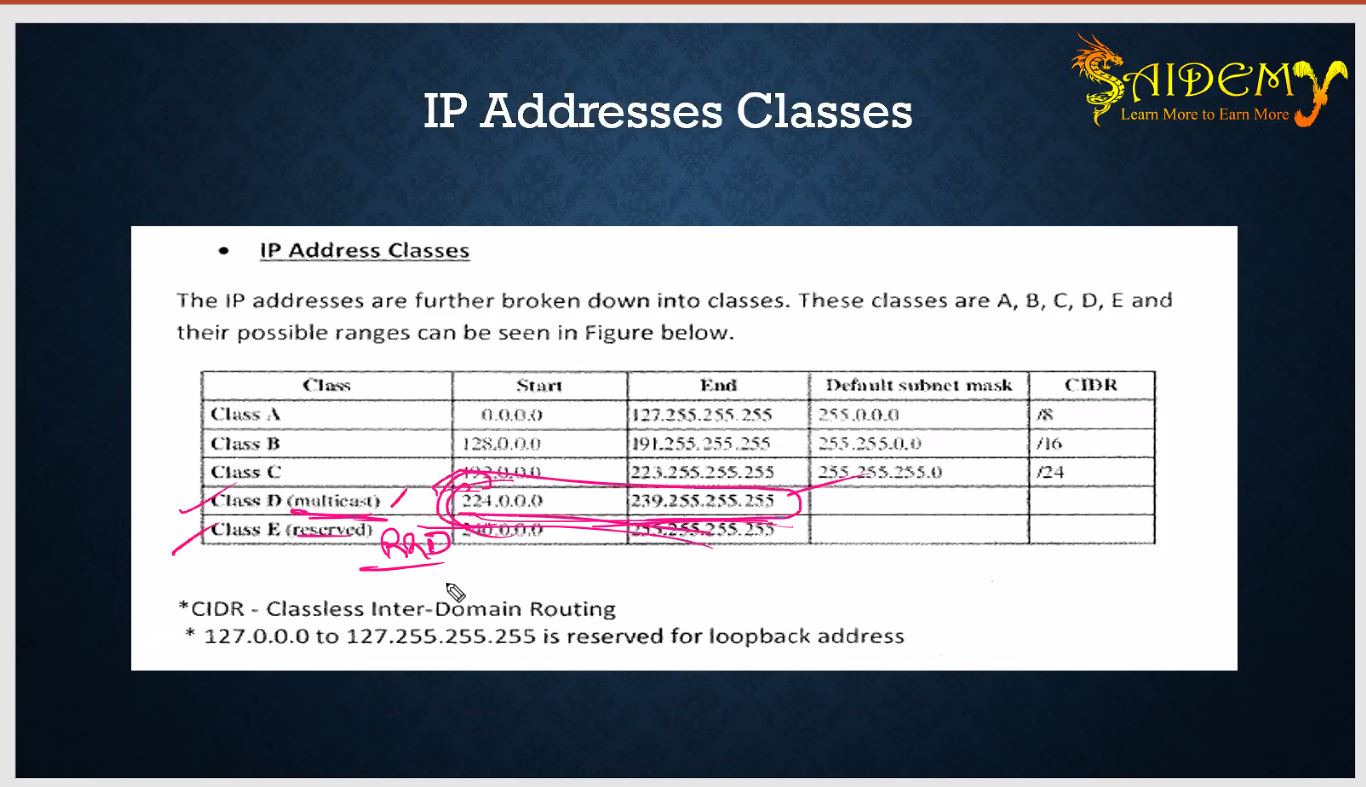 SAIDEMY
Learn More to Earn More
IP Addresses Classes
• IP Address Classes
The IP addresses are further broken down into classes. These classes are A, B, C, D, E and
their possible ranges can be seen in Figure below.
Class Start End Default subnet mask CIDR
Class A 0.0.0.0 127.255.255.255 255.0.0.0 /8
Class B 128.0.0.0 191.255.255.255 255.255.0.0 /16
Class C 192.0.0.0 223.255.255.255 255.255.255.0 /24
Class D (multicast) 224.0.0.0 239.255.255.255
Class E (reserved) 240.0.0.0 255.255.255.255
R&D
*CIDR - Classless Inter-Domain Routing
* 127.0.0.0 to 127.255.255.255 is reserved for loopback address